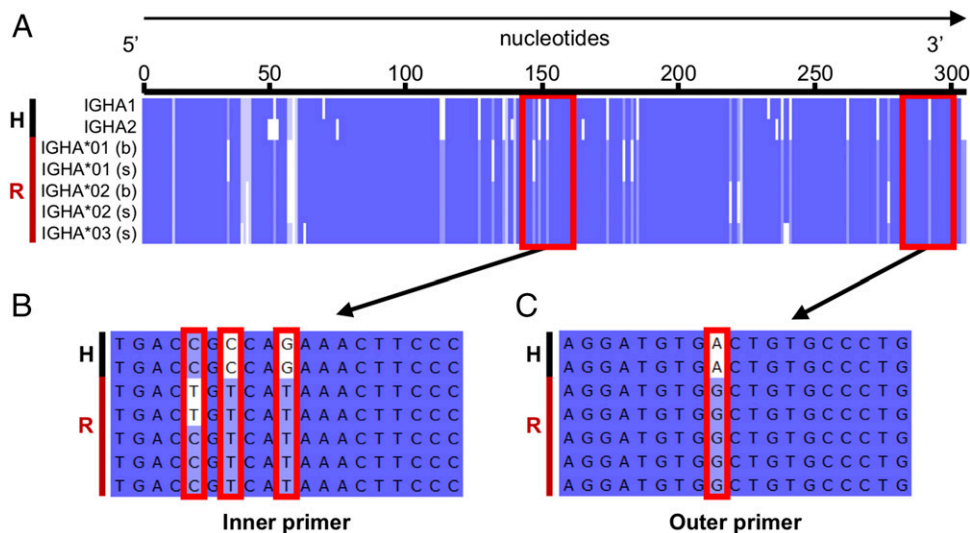 A
nucleotides
5’
3’
0 50 100 150 200 250 300
H
IGHA1
IGHA2
R
IGHA*01 (b)
IGHA*01 (s)
IGHA*02 (b)
IGHA*02 (s)
IGHA*03 (s)
B
H
R
T G A C C G C C A G A A A C T T C C C
T G A C C G C C A G A A A C T T C C C
T G A C T G T C A T A A A C T T C C C
T G A C T G T C A T A A A C T T C C C
T G A C C G T C A T A A A C T T C C C
T G A C C G T C A T A A A C T T C C C
T G A C C G T C A T A A A C T T C C C
Inner primer
C
H
R
A G G A T G T G A C T G T G C C C T G
A G G A T G T G A C T G T G C C C T G
A G G A T G T G G C T G T G C C C T G
A G G A T G T G G C T G T G C C C T G
A G G A T G T G G C T G T G C C C T G
A G G A T G T G G C T G T G C C C T G
A G G A T G T G G C T G T G C C C T G
Outer primer